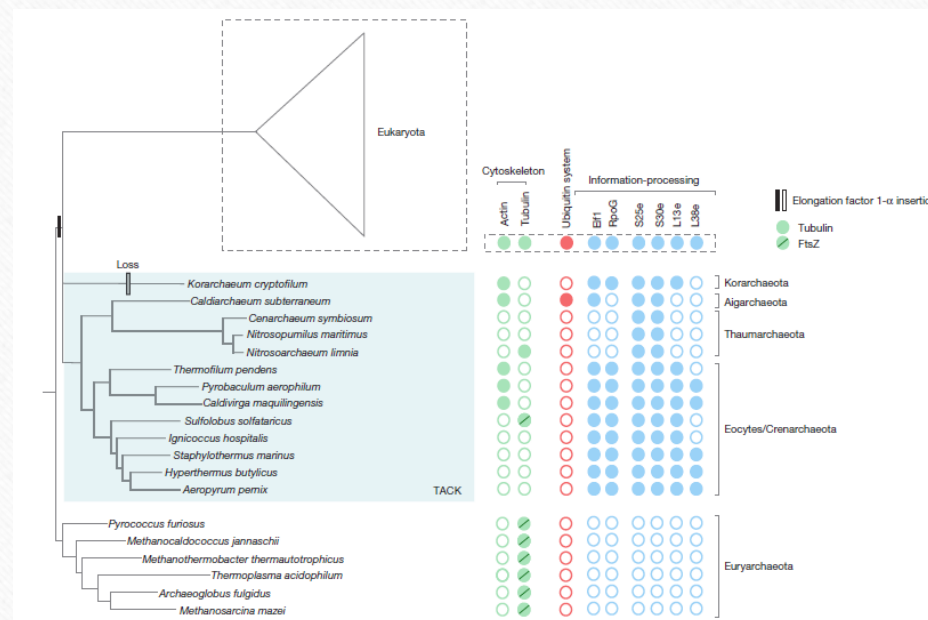 Eukaryota
Cytoskeleton
Ubiquitin system
Information-processing
Actin
Tubulin
Elf1
RpoG
S25e
S30e
L13e
L38e
Elongation factor 1-α insertio
Tubulin
FtsZ
Loss
Korarchaeum cryptofilum
Korarchaeota
Caldiarchaeum subterraneum
Aigarchaeota
Cenarchaeum symbiosum
Nitrosopumilus maritimus
Thaumarchaeota
Nitrosoarchaeum limnia
Thermofilum pendens
Pyrobaculum aerophilum
Caldivirga maquilingensis
Sulfolobus solfataricus
Eocytes/Crenarchaeota
Ignicoccus hospitalis
Staphylothermus marinus
Hyperthermus butylicus
Aeropyrum pernix
TACK
Pyrococcus furiosus
Methanocaldococcus jannaschii
Methanothermobacter thermautotrophicus
Euryarchaeota
Thermoplasma acidophilum
Archaeoglobus fulgidus
Methanosarcina mazei